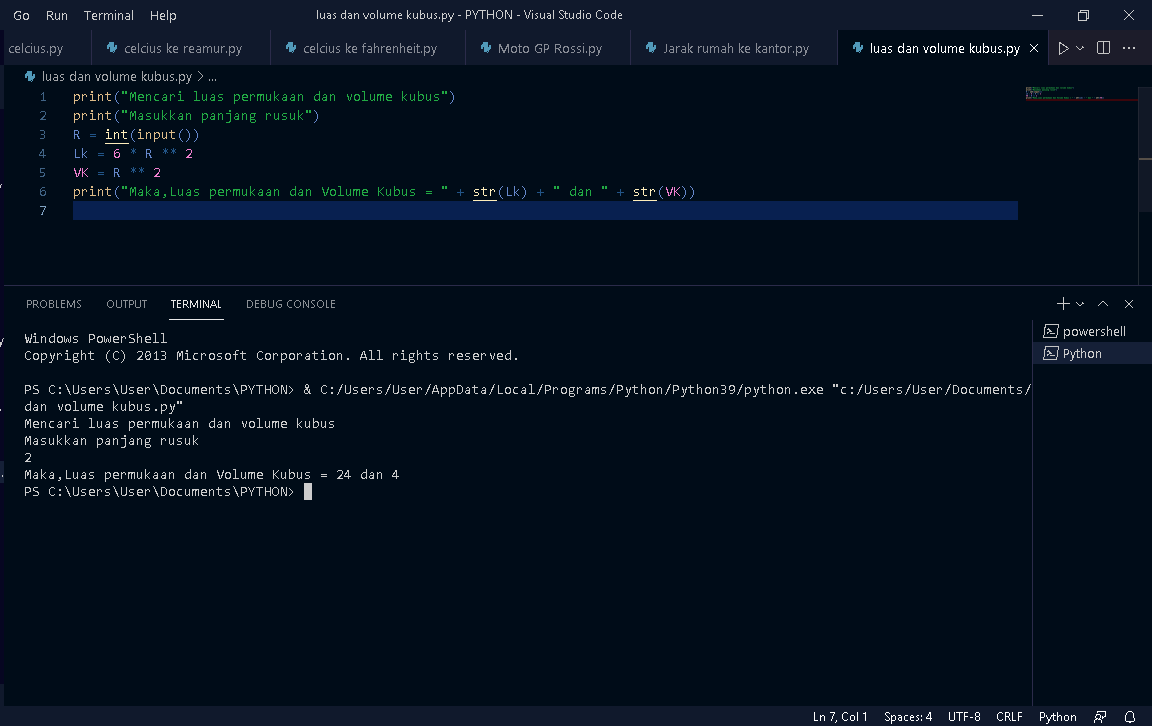 Go Run Terminal Help luas dan volume kubus.py - PYTHON - Visual Studio Code
celcius.py celcius ke reamur.py celcius ke fahrenheit.py Moto GP Rossi.py Jarak rumah ke kantor.py luas dan volume kubus.py
luas dan volume kubus.py > ...
1 print("Mencari luas permukaan dan volume kubus")
2 print("Masukkan panjang rusuk")
3 R = int(input())
4 Lk = 6 * R ** 2
5 VK = R ** 2
6 print("Maka,Luas permukaan dan Volume Kubus = " + str(Lk) + " dan " + str(VK))
7
PROBLEMS OUTPUT TERMINAL DEBUG CONSOLE
powershell
Python
Windows PowerShell
Copyright (C) 2013 Microsoft Corporation. All rights reserved.
PS C:\Users\User\Documents\PYTHON> & C:/Users/User/AppData/Local/Programs/Python/Python39/python.exe "c:/Users/User/Documents/
dan volume kubus.py"
Mencari luas permukaan dan volume kubus
Masukkan panjang rusuk
2
Maka,Luas permukaan dan Volume Kubus = 24 dan 4
PS C:\Users\User\Documents\PYTHON>
Ln 7, Col 1 Spaces: 4 UTF-8 CRLF Python